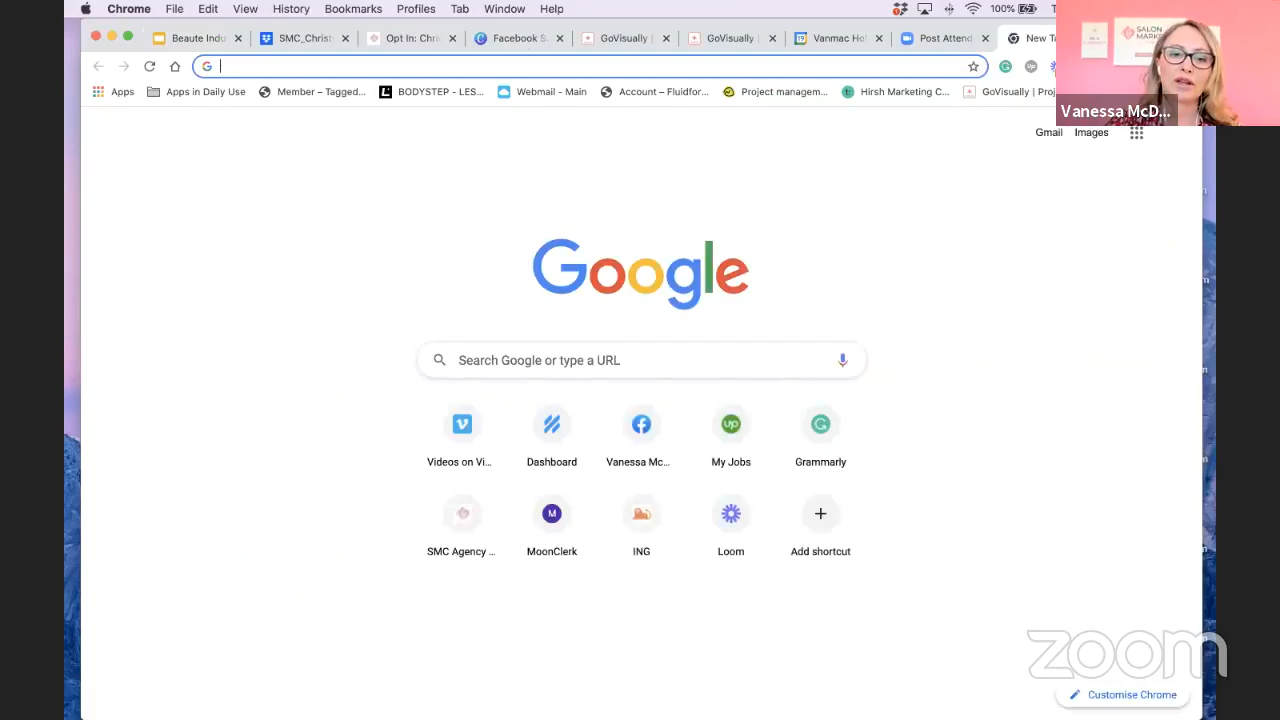 Chrome File Edit View History Bookmarks Profiles Tab Window Help 100%
Beaute Indu SMC_Christ Opt In: Chri Facebook S GoVisually | GoVisually | Vanmac Ho Post Attend New T
Apps Apps in Daily Use Member – Tagged... BODYSTEP - LES... Webmail - Main Account – Fluidfor... Project managem... Hirsh Marketing C... GoVisually | Pros
SALON
Vanessa McD...
Gmail Images
Google
Search Google or type a URL
Videos on Vi... Dashboard Vanessa Mc... My Jobs Grammarly
SMC Agency ... MoonClerk ING Loom Add shortcut
zoom
Customise Chrome